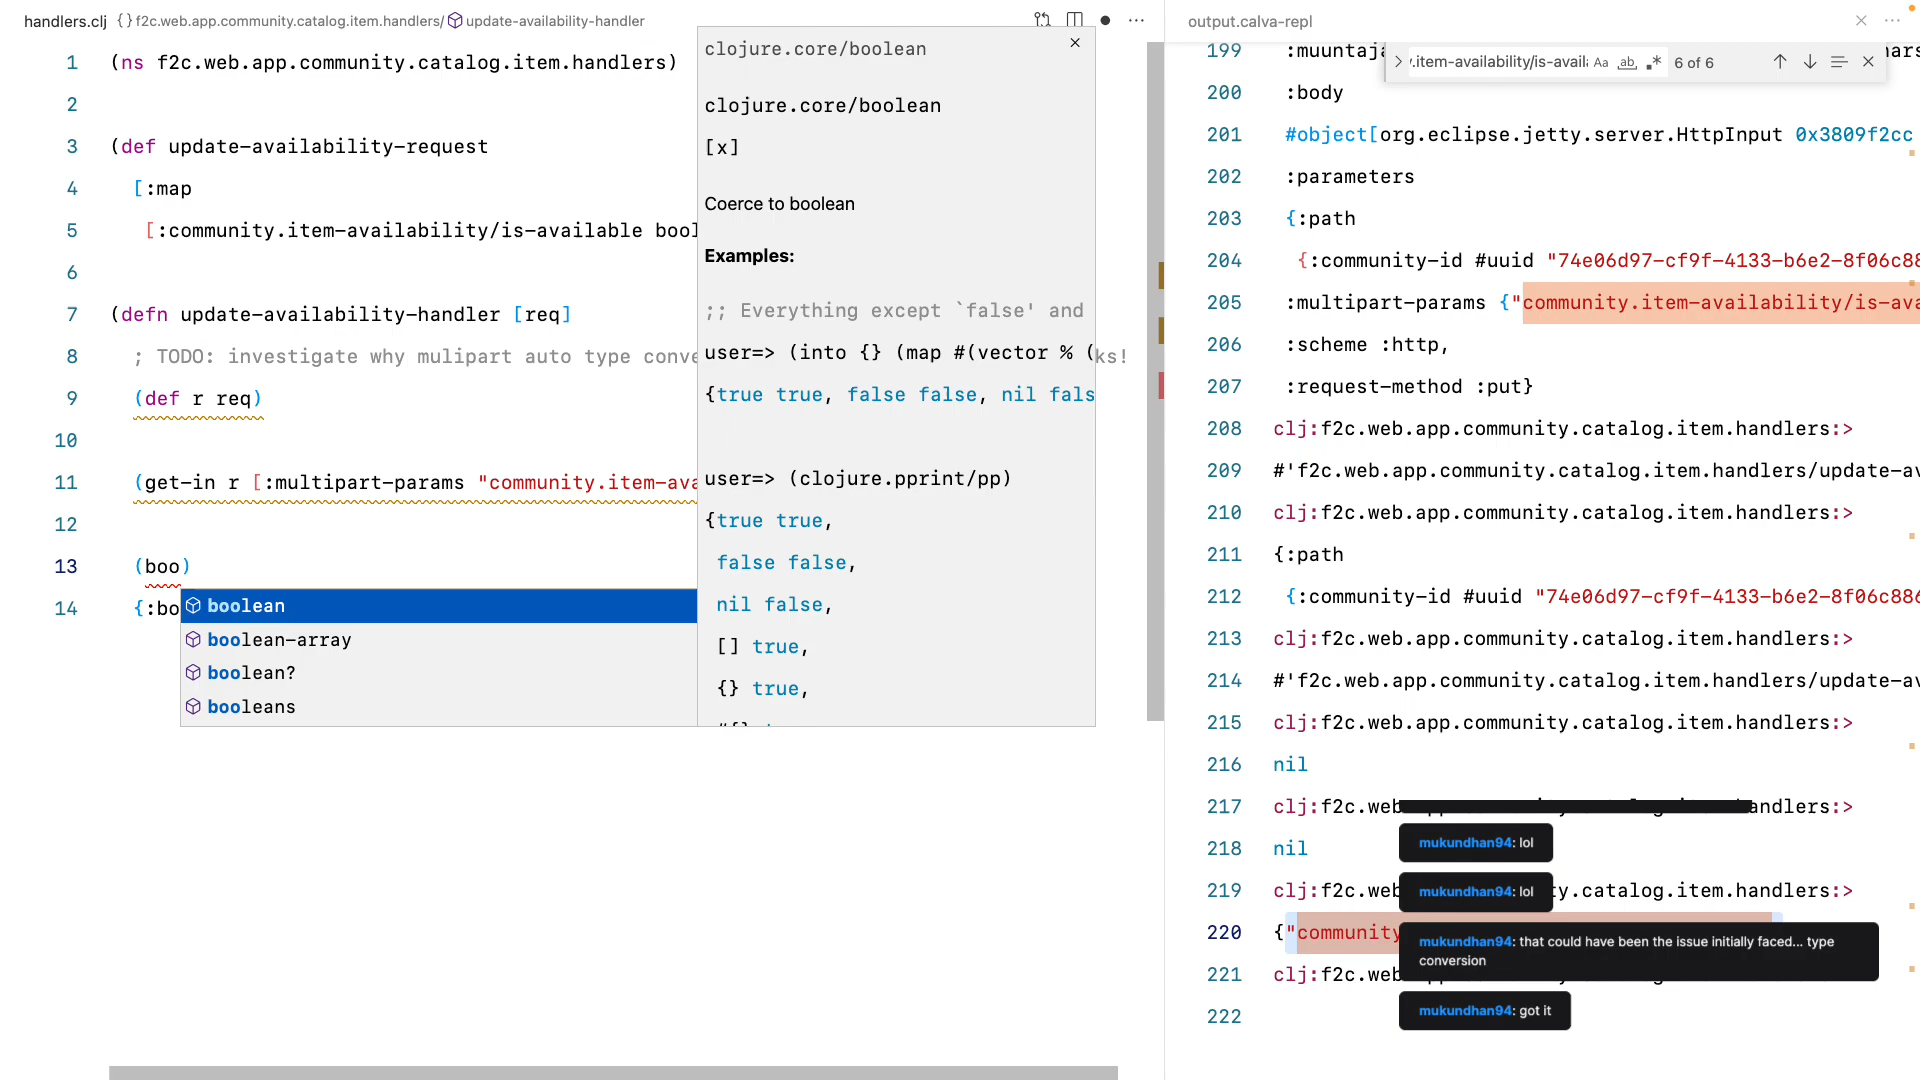 handlers.clj {} f2c.web.app.community.catalog.item.handlers/ update-availability-handler
1 (ns f2c.web.app.community.catalog.item.handlers)
2
3 (def update-availability-request
4 [:map
5 [:community.item-availability/is-available bool
6
7 (defn update-availability-handler [req]
8 ; TODO: investigate why mulipart auto type conve ks!
9 (def r req)
10
11 (get-in r [:multipart-params "community.item-ava
12
13 (boo)
14 {:bo
boolean
boolean-array
boolean?
booleans
clojure.core/boolean
clojure.core/boolean
[x]
Coerce to boolean
Examples:
;; Everything except `false' and
user=> (into {} (map #(vector % (
{true true, false false, nil fals
user=> (clojure.pprint/pp)
{true true,
false false,
nil false,
[] true,
{} true,
output.calva-repl
.item-availability/is-avail Aa ab 6 of 6
199 :muuntaja
200 :body
201 #object[org.eclipse.jetty.server.HttpInput 0x3809f2cc
202 :parameters
203 {:path
204 {:community-id #uuid "74e06d97-cf9f-4133-b6e2-8f06c88
205 :multipart-params {"community.item-availability/is-ava
206 :scheme :http,
207 :request-method :put}
208 clj:f2c.web.app.community.catalog.item.handlers:>
209 #'f2c.web.app.community.catalog.item.handlers/update-av
210 clj:f2c.web.app.community.catalog.item.handlers:>
211 {:path
212 {:community-id #uuid "74e06d97-cf9f-4133-b6e2-8f06c886
213 clj:f2c.web.app.community.catalog.item.handlers:>
214 #'f2c.web.app.community.catalog.item.handlers/update-av
215 clj:f2c.web.app.community.catalog.item.handlers:>
216 nil
217 clj:f2c.web andlers:>
218 nil
219 clj:f2c.web y.catalog.item.handlers:>
220 {"community
221 clj:f2c.web
222
mukundhan94: lol
mukundhan94: lol
mukundhan94: that could have been the issue initially faced... type
conversion
mukundhan94: got it